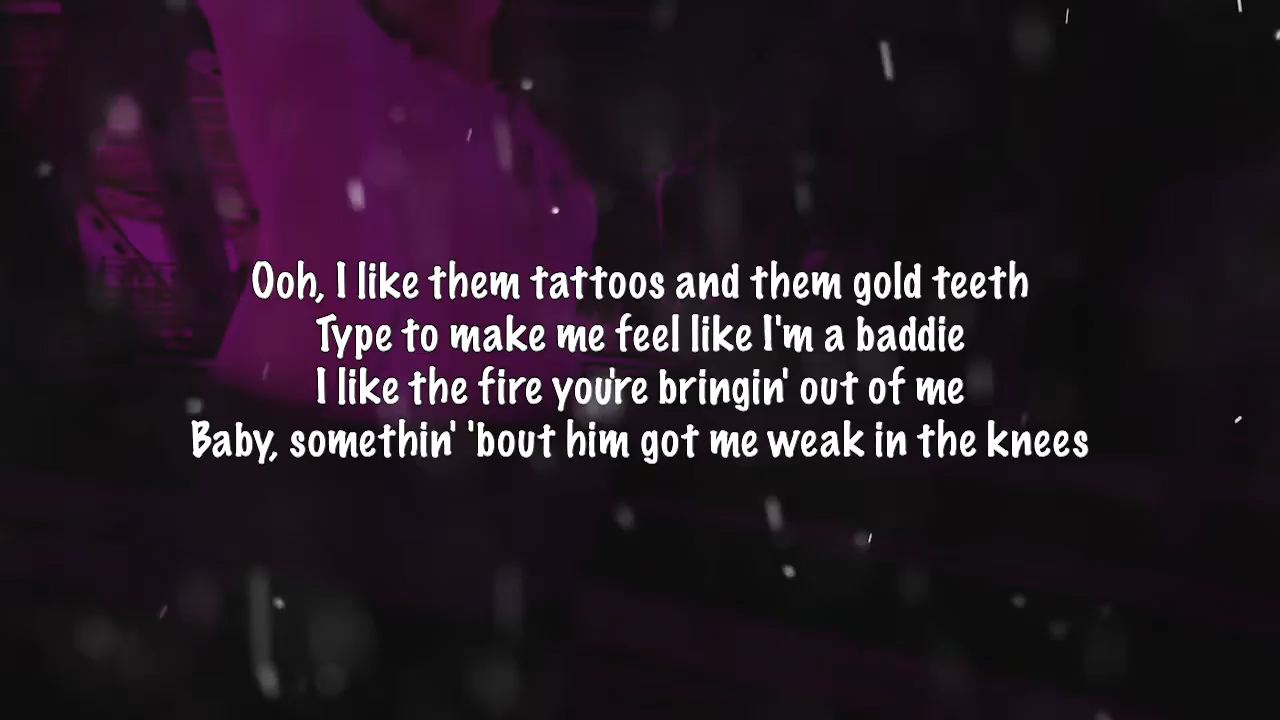 Ooh, I like them tattoos and them gold teeth
Type to make me feel like I'm a baddie
I like the fire you're bringin' out of me
Baby, somethin' 'bout him got me weak in the knees